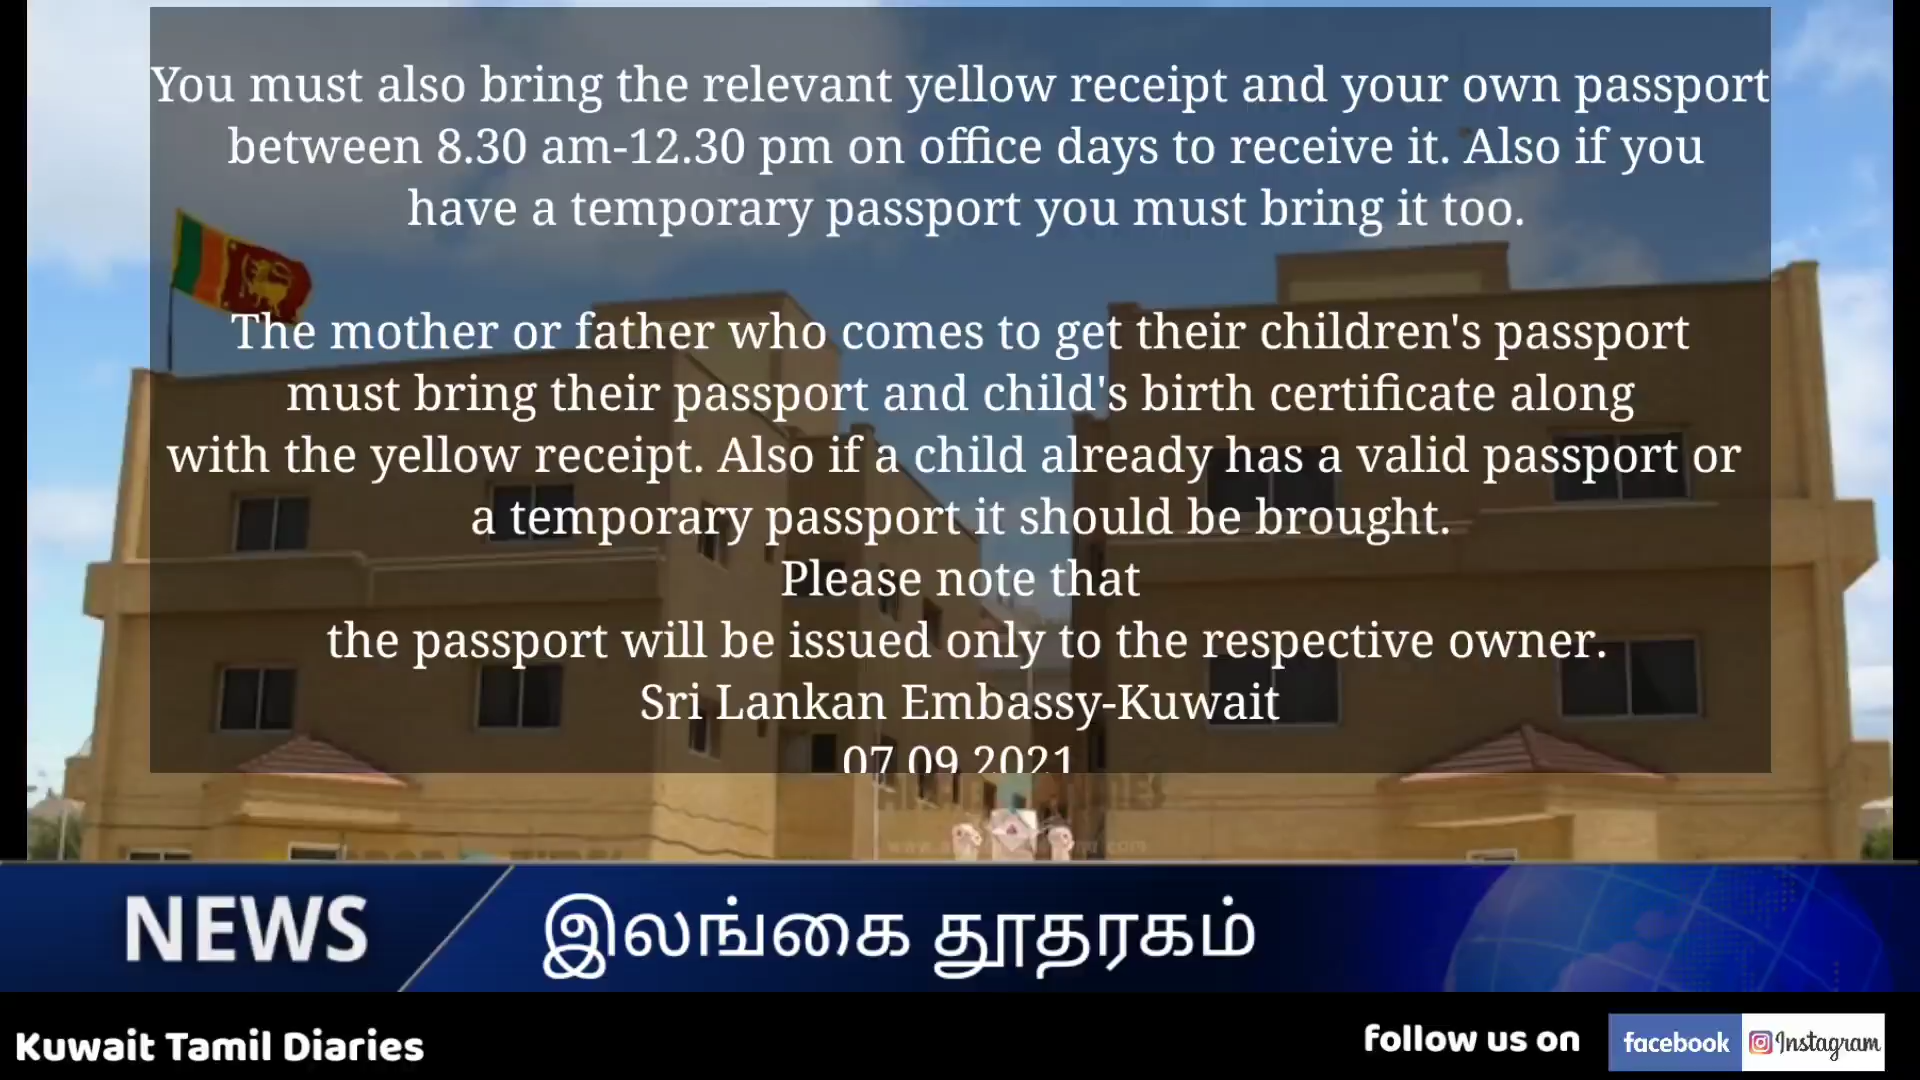 You must also bring the relevant yellow receipt and your own passport
between 8.30 am-12.30 pm on office days to receive it. Also if you
have a temporary passport you must bring it too.
The mother or father who comes to get their children's passport
must bring their passport and child's birth certificate along
with the yellow receipt. Also if a child already has a valid passport or
a temporary passport it should be brought.
Please note that
the passport will be issued only to the respective owner.
Sri Lankan Embassy-Kuwait
07.09.2021
NEWS
இலங்கை தூதரகம்
Kuwait Tamil Diaries
follow us on
facebook
Instagram